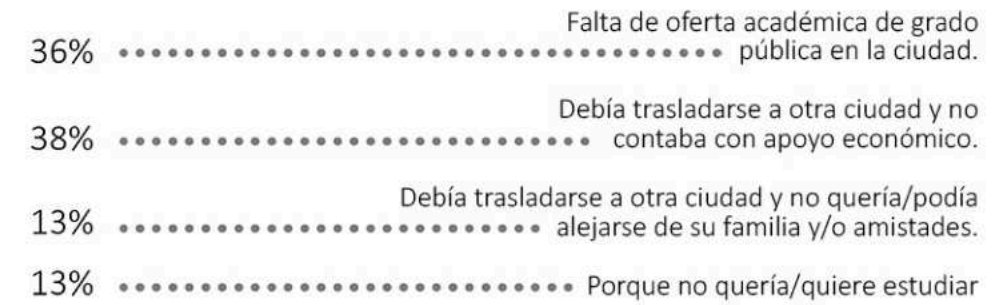 Falta de oferta académica de grado
36% pública en la ciudad.
Debía trasladarse a otra ciudad y no
38% contaba con apoyo económico.
Debía trasladarse a otra ciudad y no quería/podía
13% alejarse de su familia y/o amistades.
13% Porque no quería/quiere estudiar